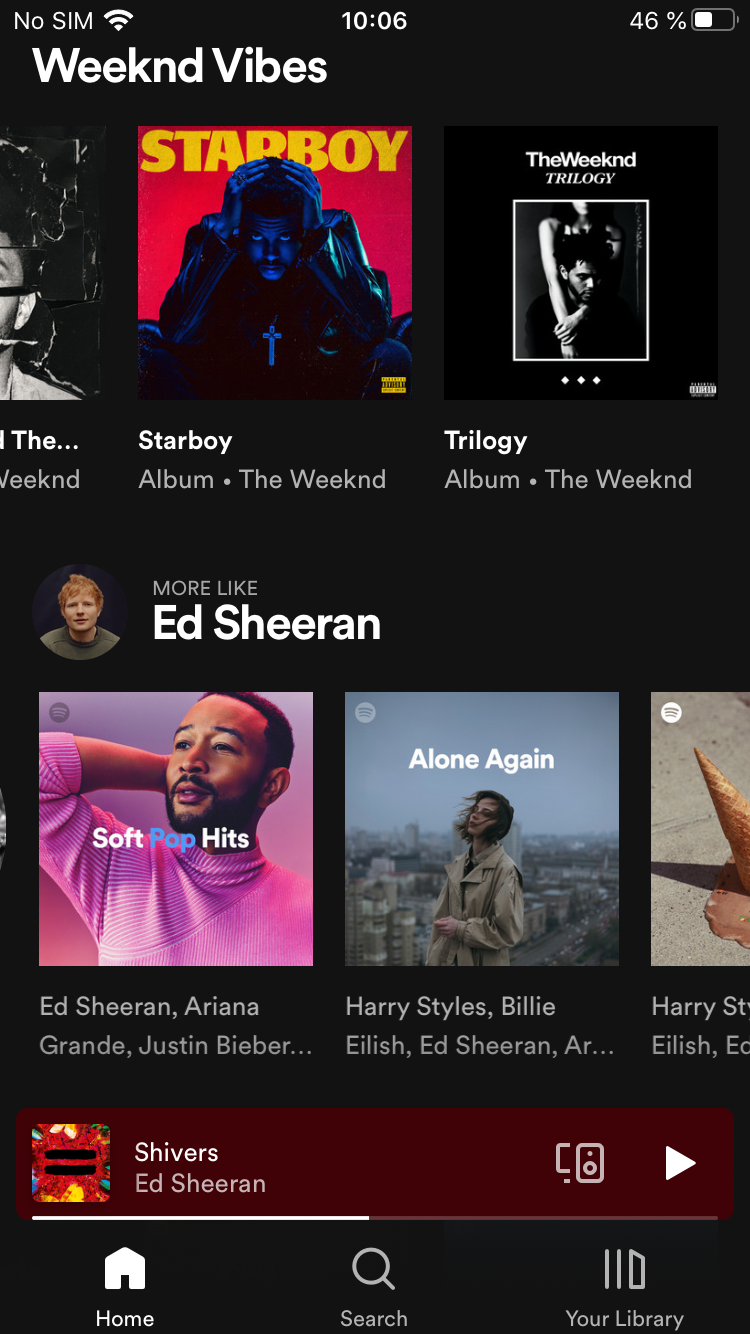 No SIM 10:06 46 %
Weeknd Vibes
STARBOY
TheWeeknd
TRILOGY
d The... Starboy Trilogy
Weeknd Album • The Weeknd Album • The Weeknd
MORE LIKE
Ed Sheeran
Alone Again
Soft Pop Hits
Ed Sheeran, Ariana Harry Styles, Billie Harry Sty
Grande, Justin Bieber... Eilish, Ed Sheeran, Ar... Eilish, Ed
Shivers
Ed Sheeran
Home Search Your Library